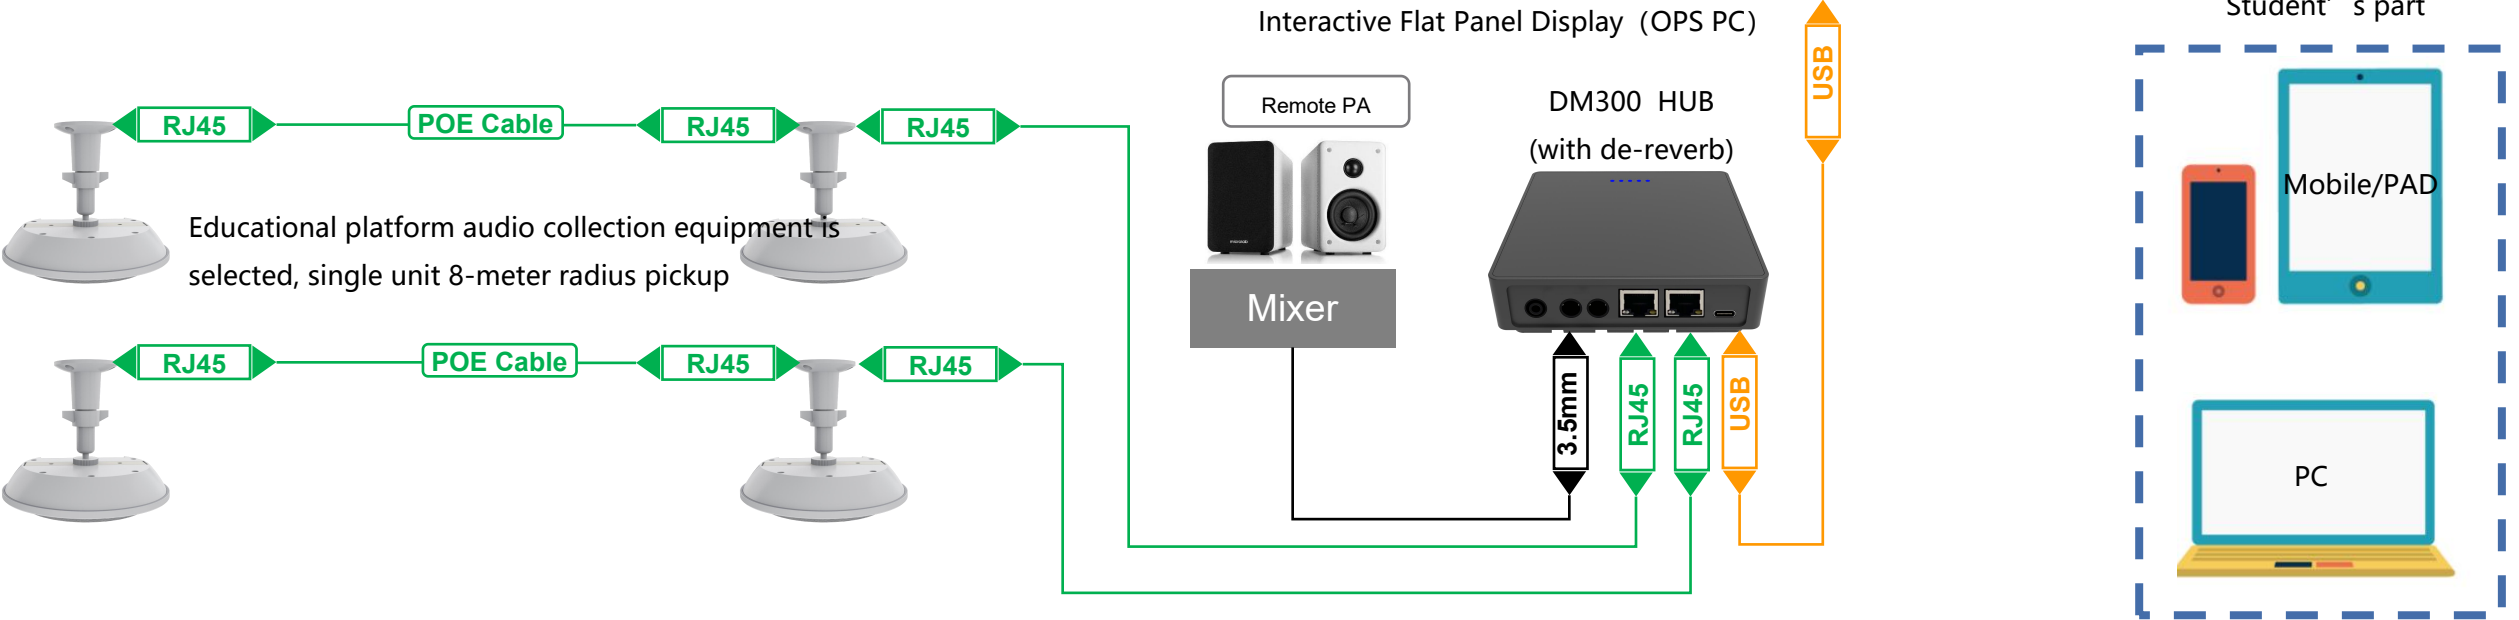 Interactive Flat Panel Display（OPS PC）
Student’s part
USB
Remote PA
DM300 HUB
(with de-reverb)
RJ45
POE Cable
RJ45
RJ45
Mobile/PAD
Educational platform audio collection equipment is
selected, single unit 8-meter radius pickup
Mixer
RJ45
POE Cable
RJ45
RJ45
3.5mm
RJ45
RJ45
USB
PC